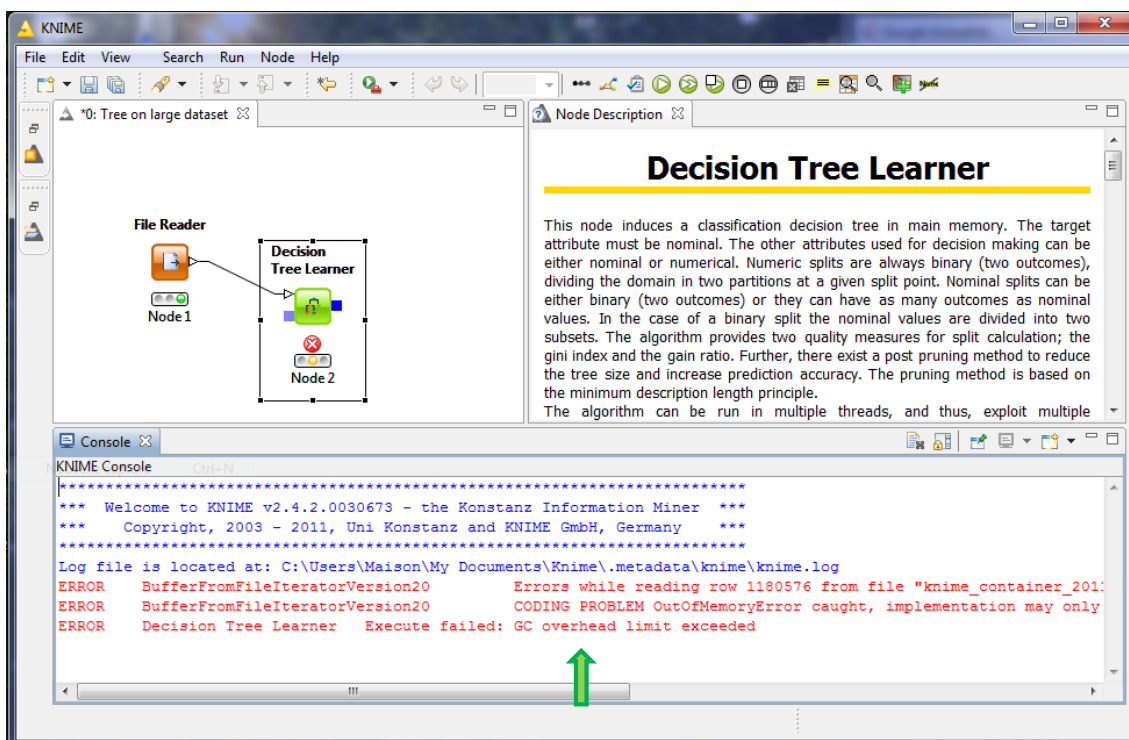 KNIME
File Edit View Search Run Node Help
*0: Tree on large dataset
Node Description
File Reader
Node 1
Decision
Tree Learner
Node 2
Decision Tree Learner
This node induces a classification decision tree in main memory. The target
attribute must be nominal. The other attributes used for decision making can be
either nominal or numerical. Numeric splits are always binary (two outcomes),
dividing the domain in two partitions at a given split point. Nominal splits can be
either binary (two outcomes) or they can have as many outcomes as nominal
values. In the case of a binary split the nominal values are divided into two
subsets. The algorithm provides two quality measures for split calculation; the
gini index and the gain ratio. Further, there exist a post pruning method to reduce
the tree size and increase prediction accuracy. The pruning method is based on
the minimum description length principle.
The algorithm can be run in multiple threads, and thus, exploit multiple
Console
KNIME Console
Ctrl+N
***************************************************************************
*** Welcome to KNIME v2.4.2.0030673 - the Konstanz Information Miner ***
*** Copyright, 2003 - 2011, Uni Konstanz and KNIME GmbH, Germany ***
***************************************************************************
Log file is located at: C:\Users\Maison\My Documents\Knime\.metadata\knime\knime.log
ERROR BufferFromFileIteratorVersion20 Errors while reading row 1180576 from file "knime_container_201
ERROR BufferFromFileIteratorVersion20 CODING PROBLEM OutOfMemoryError caught, implementation may only
ERROR Decision Tree Learner Execute failed: GC overhead limit exceeded